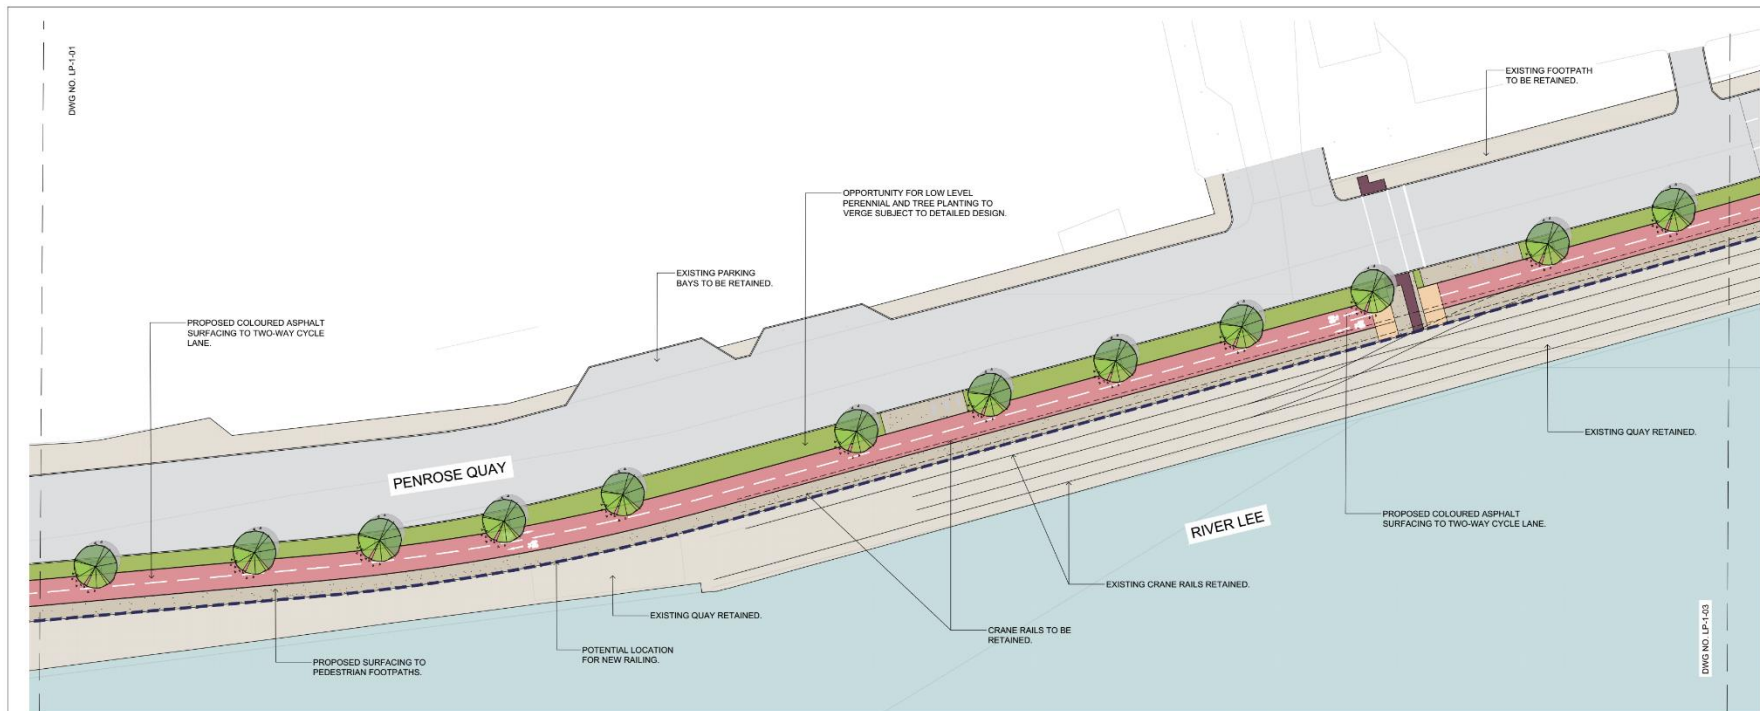 DWG NO. LP-1-01
EXISTING FOOTPATH
TO BE RETAINED.
OPPORTUNITY FOR LOW LEVEL
PERENNIAL AND TREE PLANTING TO
VERGE SUBJECT TO DETAILED DESIGN.
EXISTING PARKING
BAYS TO BE RETAINED.
PROPOSED COLOURED ASPHALT
SURFACING TO TWO-WAY CYCLE
LANE.
PENROSE QUAY
EXISTING QUAY RETAINED.
RIVER LEE
PROPOSED COLOURED ASPHALT
SURFACING TO TWO-WAY CYCLE LANE.
EXISTING CRANE RAILS RETAINED.
EXISTING QUAY RETAINED.
CRANE RAILS TO BE
RETAINED.
POTENTIAL LOCATION
FOR NEW RAILING.
PROPOSED SURFACING TO
PEDESTRIAN FOOTPATHS.
DWG NO. LP-1-03